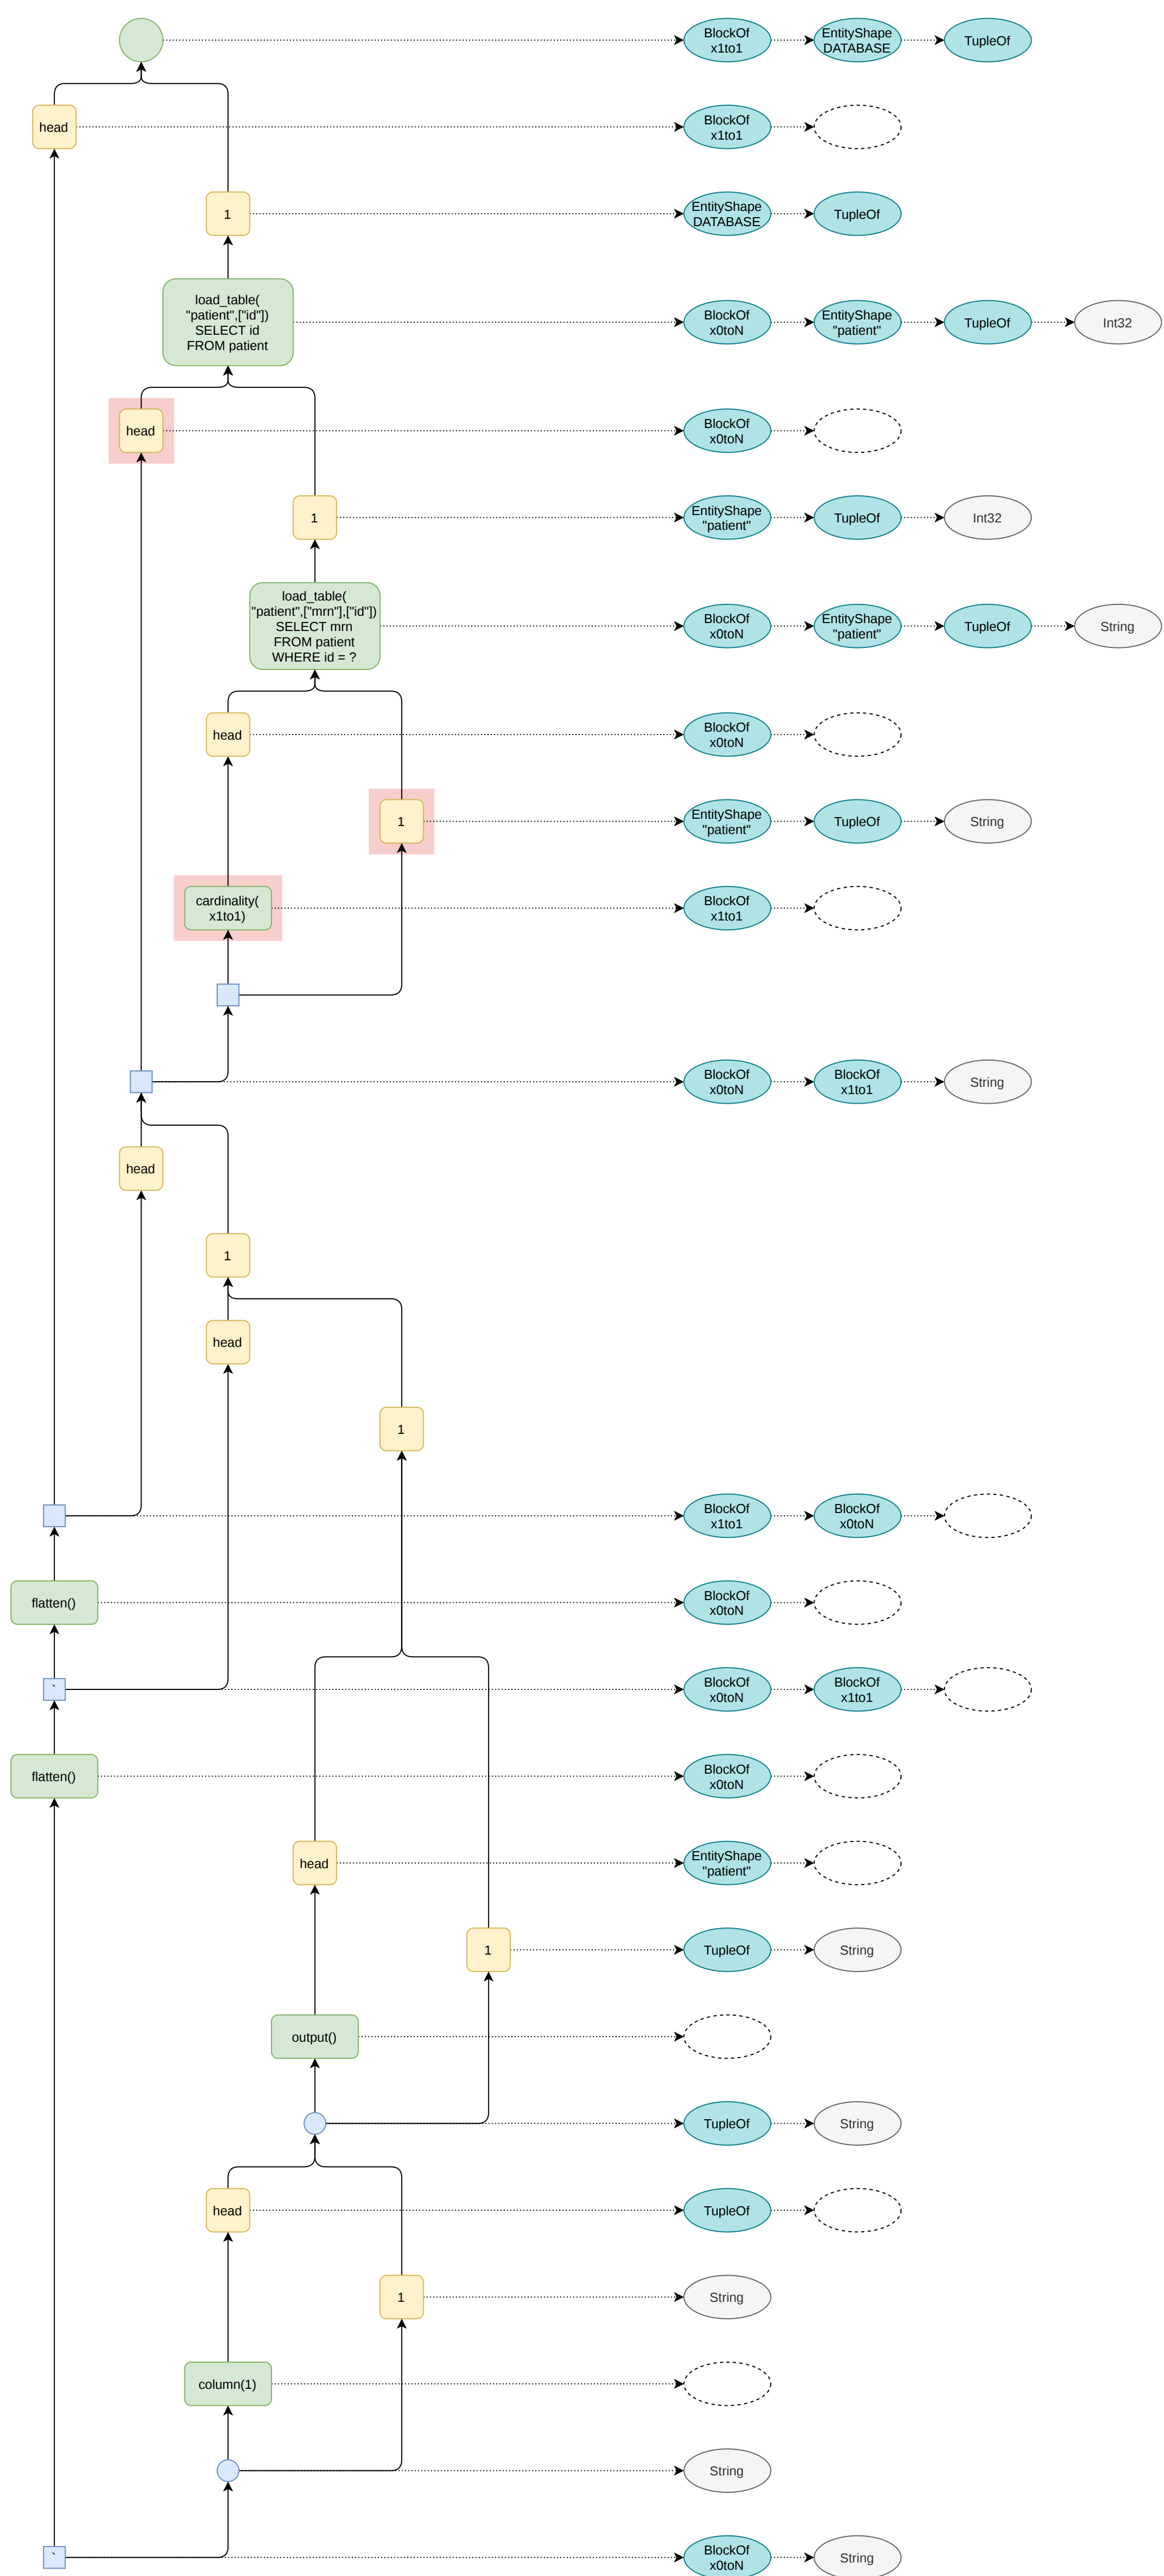 BlockOf
x1to1
EntityShape
DATABASE
TupleOf
head
BlockOf
x1to1
1
EntityShape
DATABASE
TupleOf
load_table(
"patient",["id"])
SELECT id
FROM patient
BlockOf
x0toN
EntityShape
"patient"
TupleOf
Int32
head
BlockOf
x0toN
1
EntityShape
"patient"
TupleOf
Int32
load_table(
"patient",["mrn"],["id"])
SELECT mrn
FROM patient
WHERE id = ?
BlockOf
x0toN
EntityShape
"patient"
TupleOf
String
head
BlockOf
x0toN
1
EntityShape
"patient"
TupleOf
String
cardinality(
x1to1)
BlockOf
x1to1
BlockOf
x0toN
BlockOf
x1to1
String
head
1
head
1
BlockOf
x1to1
BlockOf
x0toN
flatten()
BlockOf
x0toN
`
BlockOf
x0toN
BlockOf
x1to1
flatten()
BlockOf
x0toN
head
EntityShape
"patient"
1
TupleOf
String
output()
TupleOf
String
head
TupleOf
1
String
column(1)
String
`
BlockOf
x0toN
String